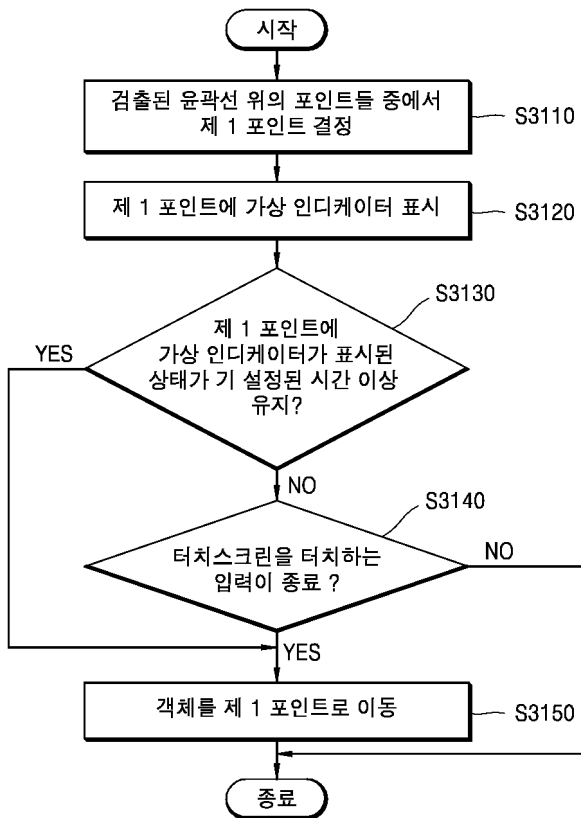 시작
검출된 윤곽선 위의 포인트들 중에서
제 1 포인트 결정
S3110
제 1 포인트에 가상 인디케이터 표시
S3120
S3130
제 1 포인트에
가상 인디케이터가 표시된
상태가 기 설정된 시간 이상
유지?
YES
NO
S3140
터치스크린을 터치하는
입력이 종료 ?
NO
YES
객체를 제 1 포인트로 이동
S3150
종료